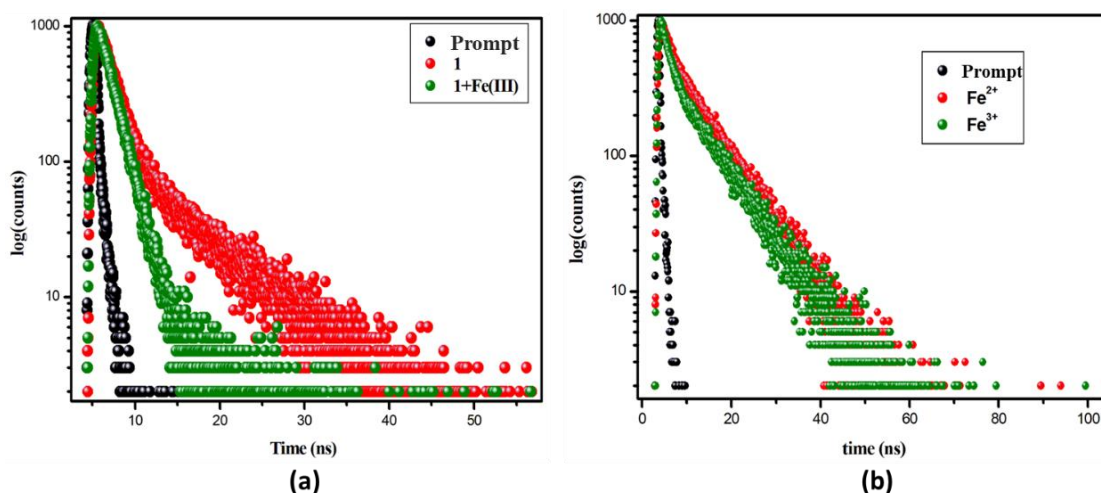 1000
100
10
log(counts)
Prompt
1
1+Fe(III)
10 20 30 40 50
Time (ns)
(a)
1000
100
10
log(counts)
Prompt
Fe²⁺
Fe³⁺
0 20 40 60 80 100
time (ns)
(b)